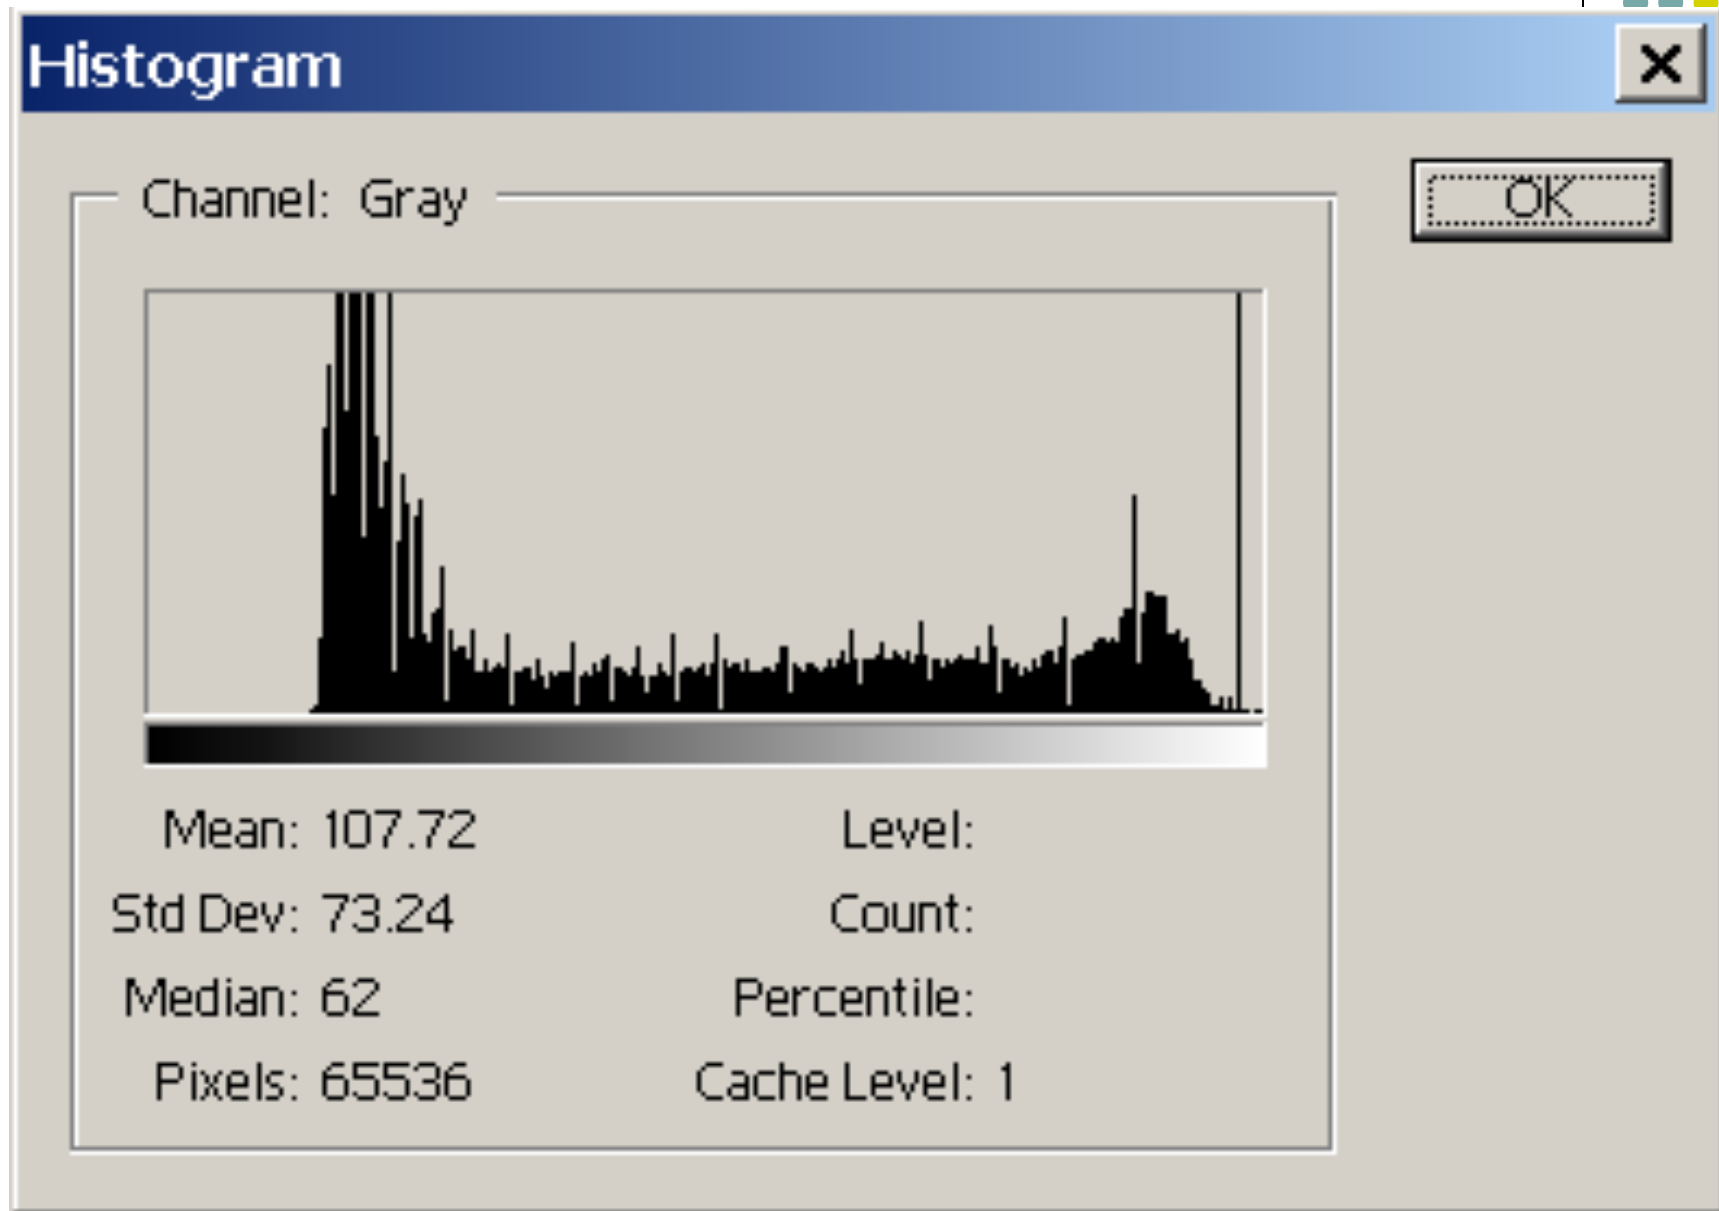 Histogram
Channel: Gray
OK
Mean: 107.72
Level:
Std Dev: 73.24
Count:
Median: 62
Percentile:
Pixels: 65536
Cache Level: 1